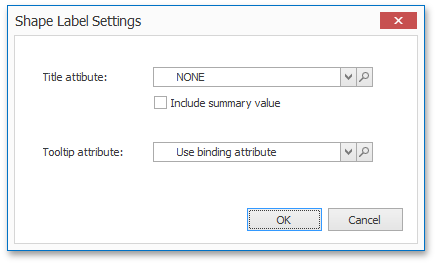 Shape Label Settings
Title attibute: NONE
Include summary value
Tooltip attribute: Use binding attribute
OK Cancel